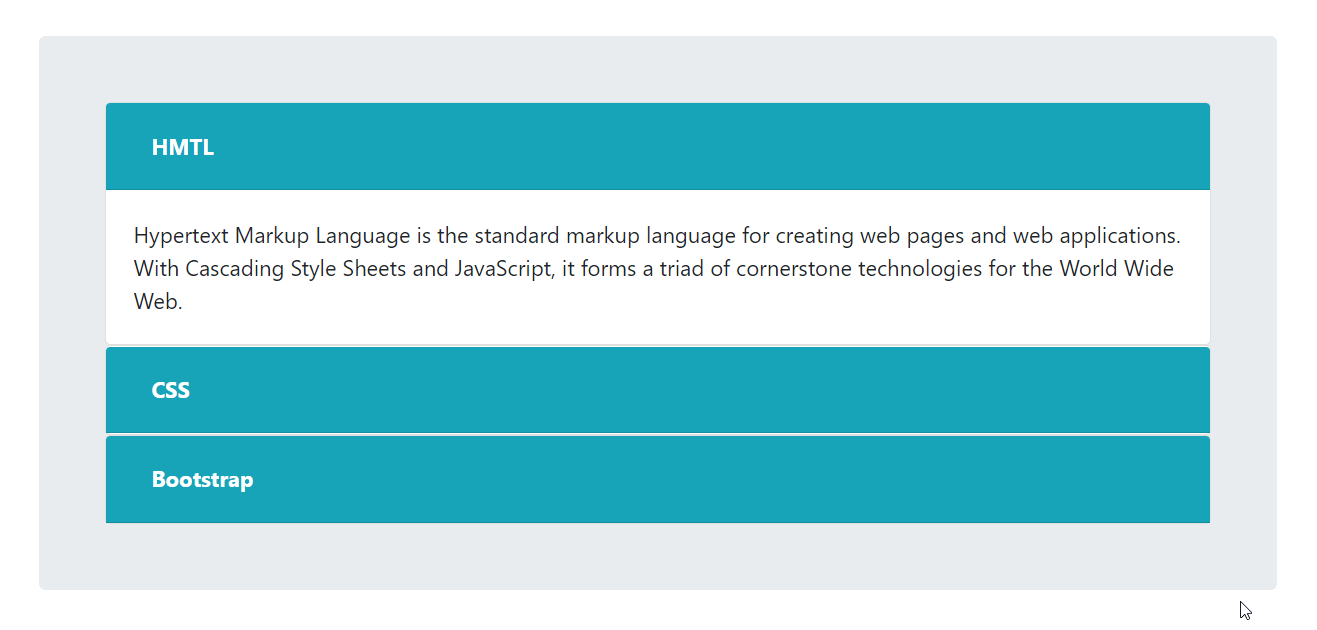 HMTL
Hypertext Markup Language is the standard markup language for creating web pages and web applications.
With Cascading Style Sheets and JavaScript, it forms a triad of cornerstone technologies for the World Wide
Web.
CSS
Bootstrap